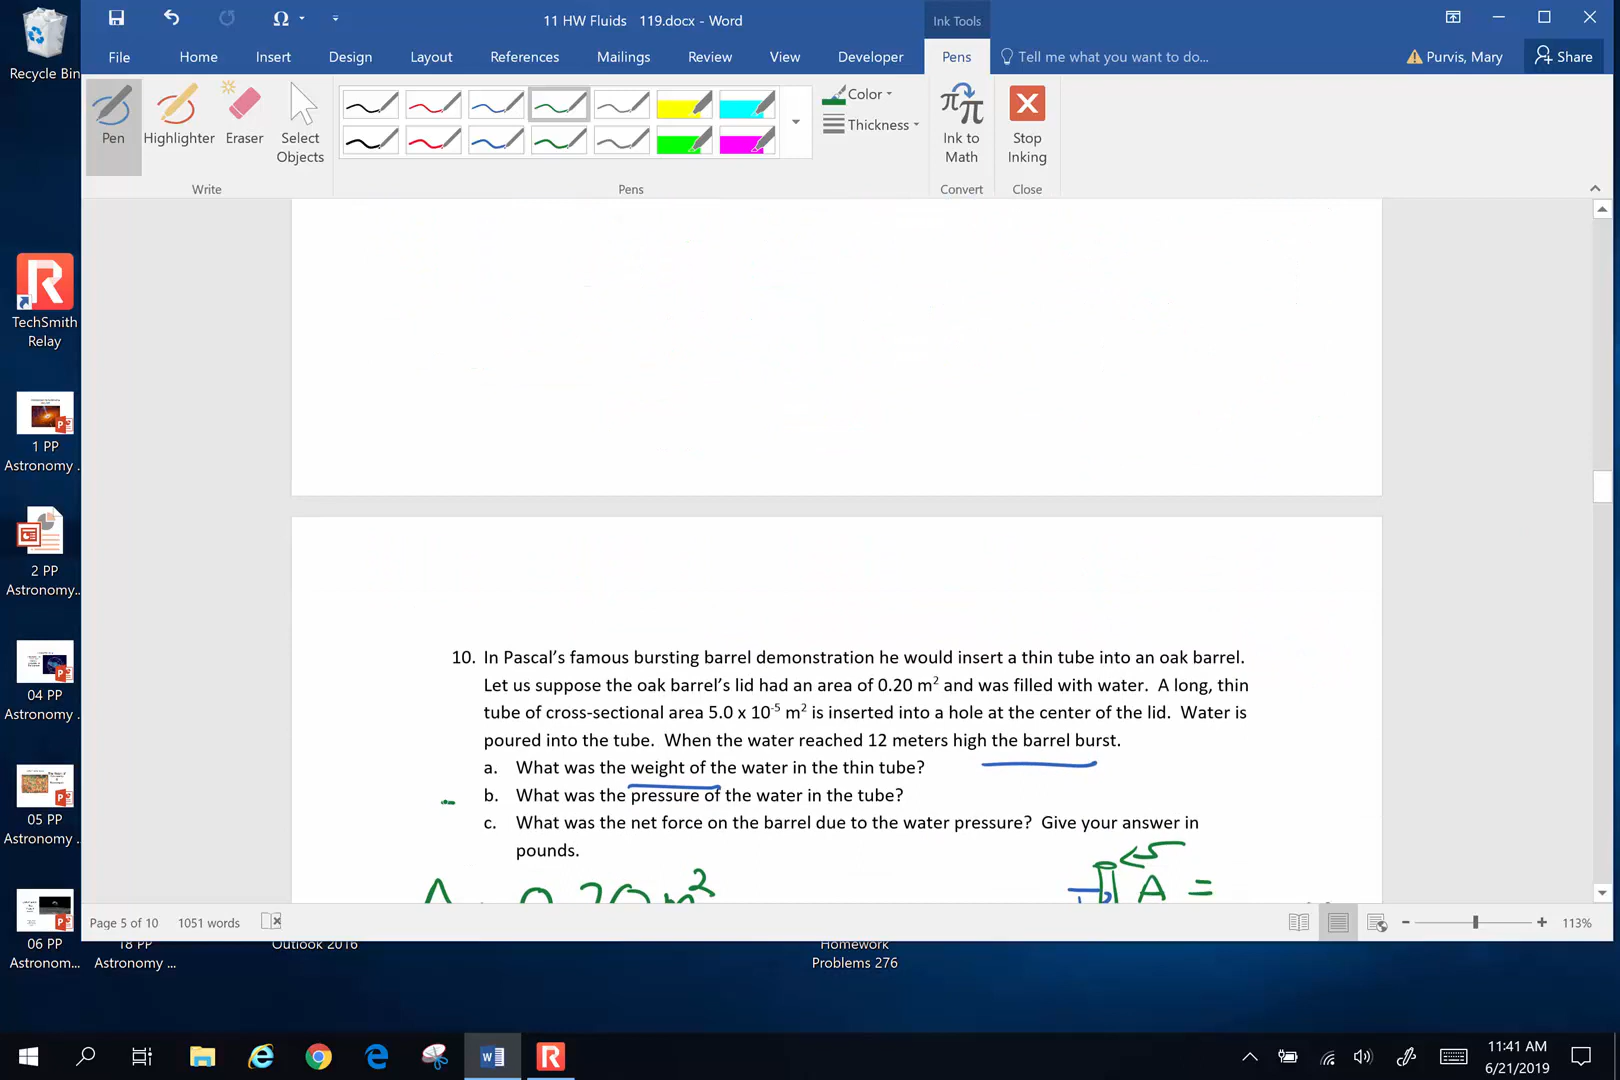 Recycle Bin
TechSmith
Relay
1 PP
Astronomy ...
2 PP
Astronomy...
04 PP
Astronomy ...
05 PP
Astronomy ...
06 PP
Astronom...
18 PP
Astronomy ...
Outlook 2016
Homework
Problems 276
11 HW Fluids 119.docx - Word
Ink Tools
File
Home
Insert
Design
Layout
References
Mailings
Review
View
Developer
Pens
Tell me what you want to do...
Purvis, Mary
Share
Pen
Highlighter
Eraser
Select
Objects
Write
Color
Thickness
Pens
Ink to
Math
Convert
Stop
Inking
Close
10. In Pascal's famous bursting barrel demonstration he would insert a thin tube into an oak barrel.
Let us suppose the oak barrel's lid had an area of 0.20 m² and was filled with water. A long, thin
tube of cross-sectional area 5.0 x 10⁻⁵ m² is inserted into a hole at the center of the lid. Water is
poured into the tube. When the water reached 12 meters high the barrel burst.
a. What was the weight of the water in the thin tube?
b. What was the pressure of the water in the tube?
c. What was the net force on the barrel due to the water pressure? Give your answer in
pounds.
0.20 m²
A =
Page 5 of 10
1051 words
113%
11:41 AM
6/21/2019